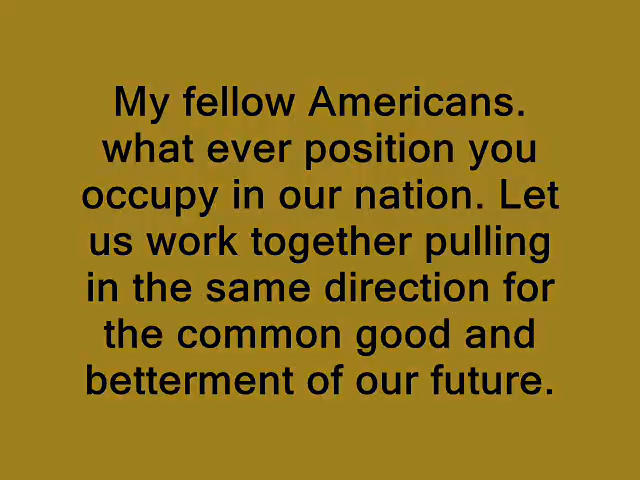 My fellow Americans.
what ever position you
occupy in our nation. Let
us work together pulling
in the same direction for
the common good and
betterment of our future.